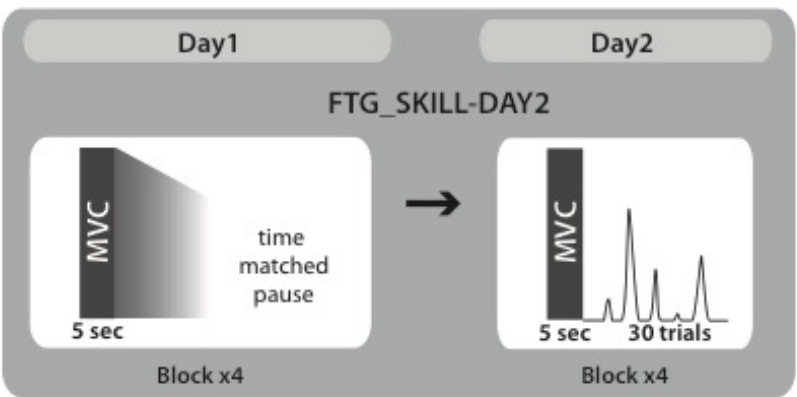 Day1
Day2
FTG_SKILL-DAY2
MVC
time
matched
pause
5 sec
Block x4
MVC
5 sec 30 trials
Block x4